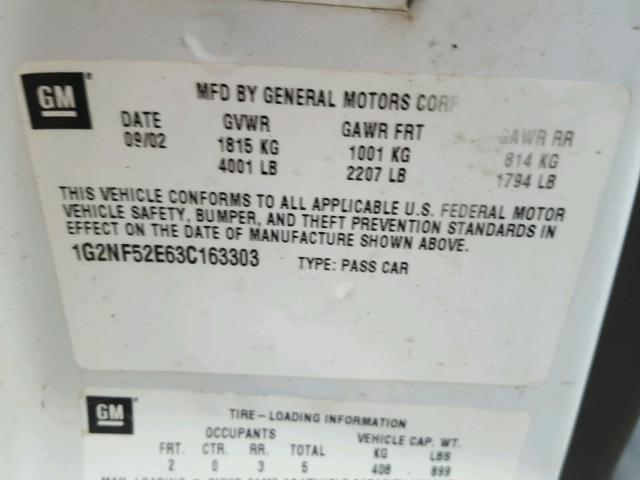 GM
MFD BY GENERAL MOTORS CORP
DATE GVWR GAWR FRT GAWR RR
09/02 1815 KG 1001 KG 814 KG
4001 LB 2207 LB 1794 LB
THIS VEHICLE CONFORMS TO ALL APPLICABLE U.S. FEDERAL MOTOR
VEHICLE SAFETY, BUMPER, AND THEFT PREVENTION STANDARDS IN
EFFECT ON THE DATE OF MANUFACTURE SHOWN ABOVE.
1G2NF52E63C163303 TYPE: PASS CAR
GM
TIRE-LOADING INFORMATION
OCCUPANTS VEHICLE CAP. WT.
FRT. CTR. RR. TOTAL KG LBS
2 0 3 5 408 899